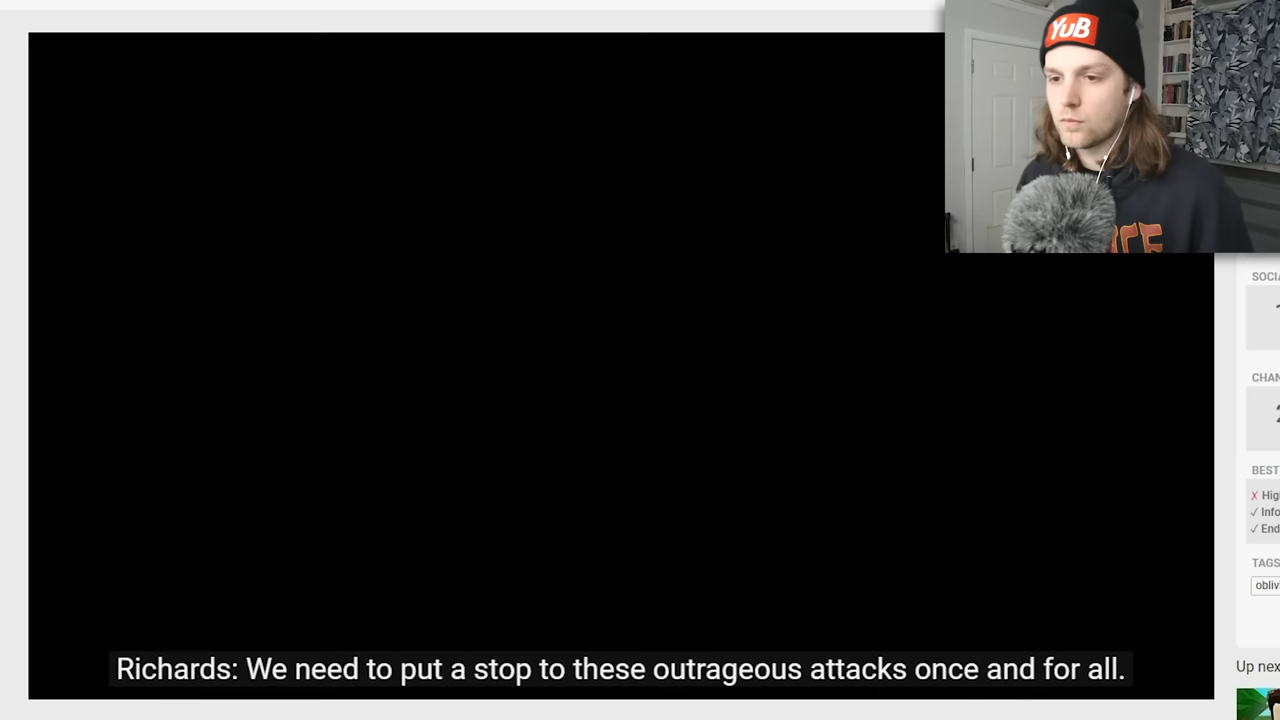 YUB
SOCIA
CHAN
BEST
✗ High
✓ Info
✓ End
TAGS
obliv
Richards: We need to put a stop to these outrageous attacks once and for all.
Up nex